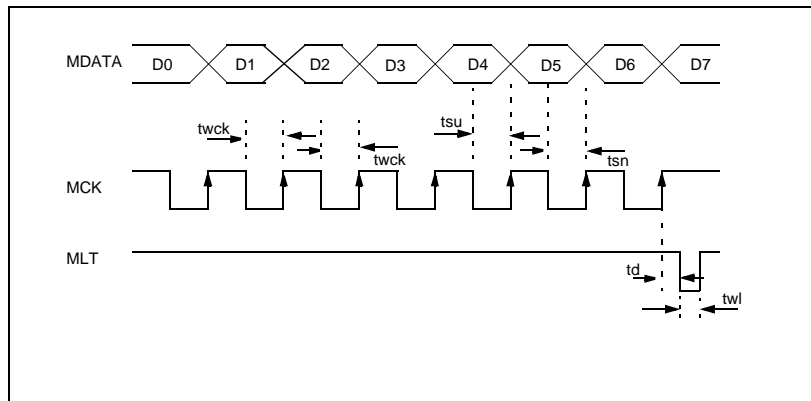 MDATA D0 D1 D2 D3 D4 D5 D6 D7
twck tsu
twck tsn
MCK
MLT
td
twl